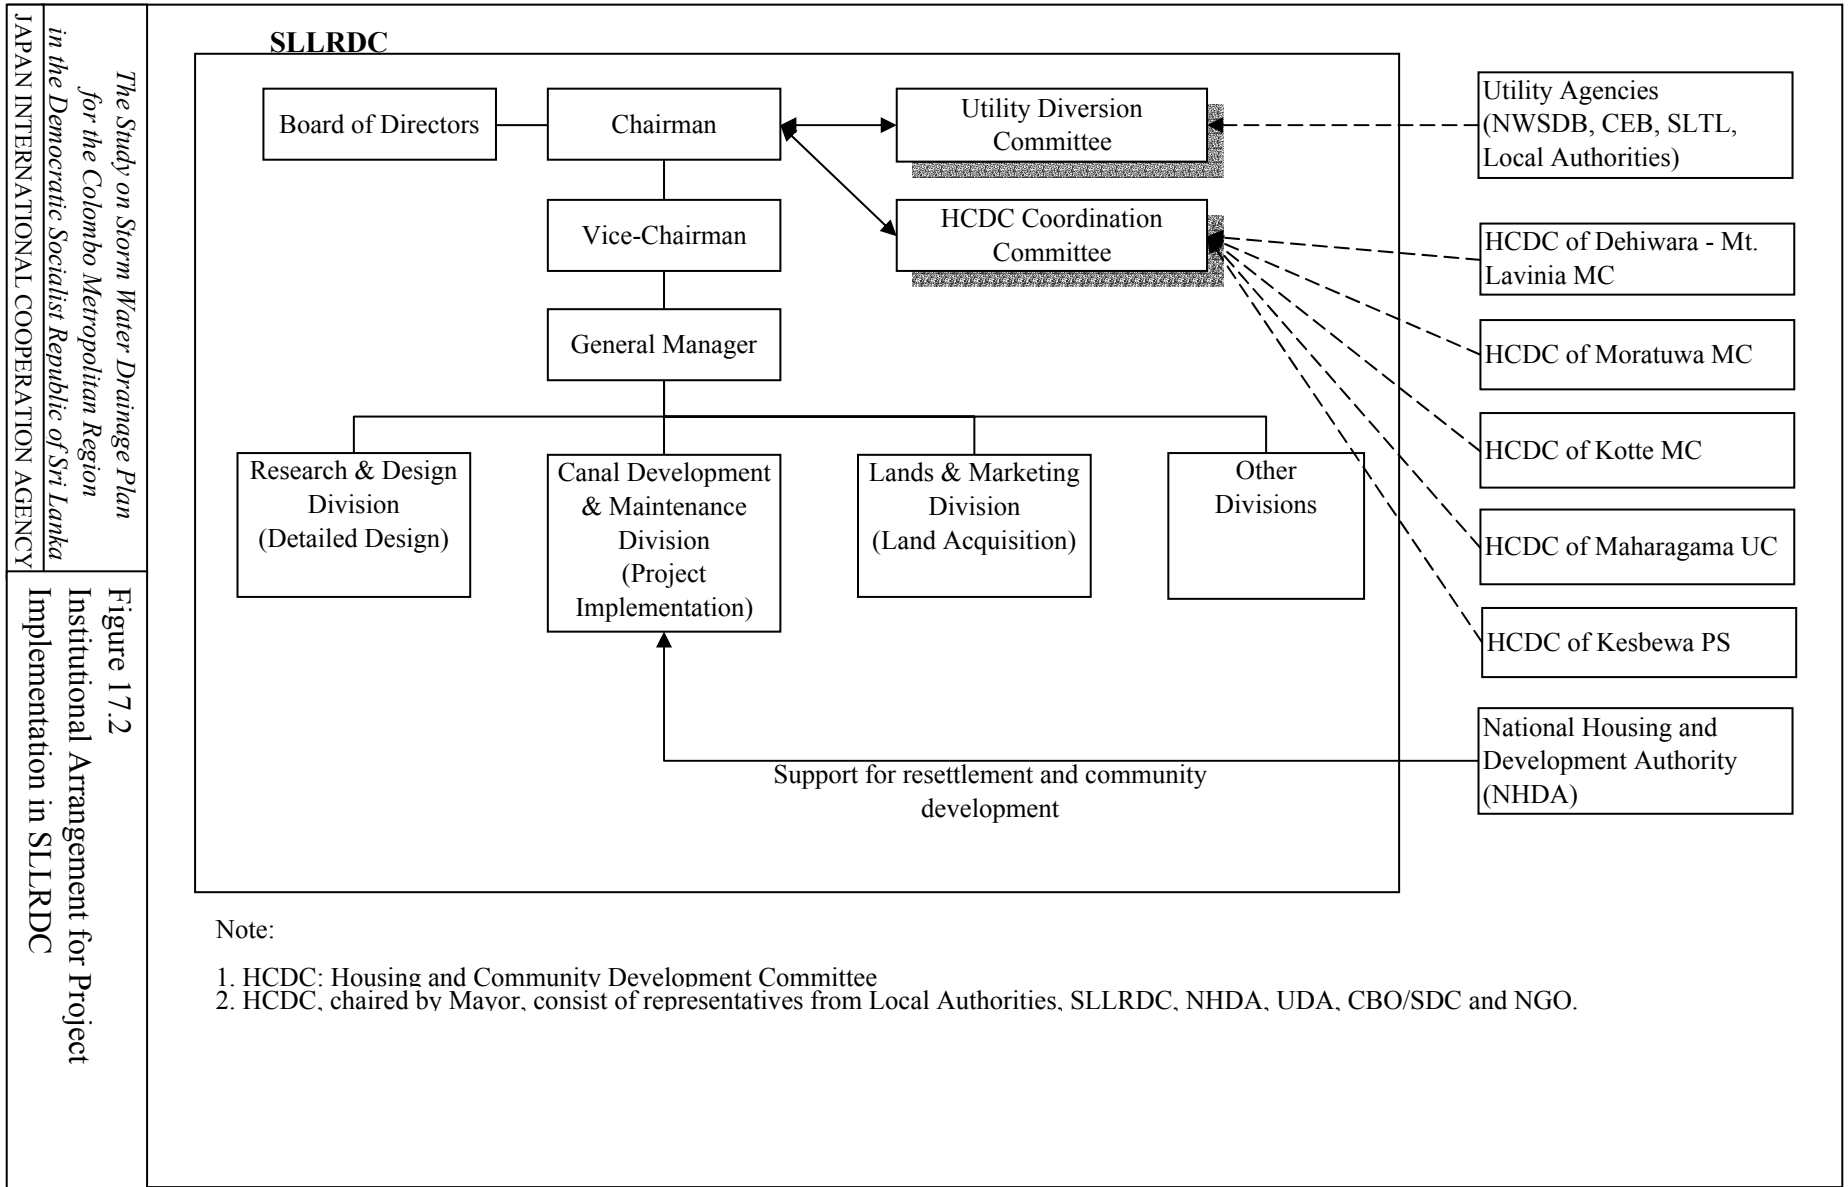 SLLRDC
Board of Directors
Chairman
Utility Diversion
Committee
Utility Agencies
(NWSDB, CEB, SLTL,
Local Authorities)
Vice-Chairman
HCDC Coordination
Committee
HCDC of Dehiwara - Mt.
Lavinia MC
General Manager
HCDC of Moratuwa MC
HCDC of Kotte MC
HCDC of Maharagama UC
HCDC of Kesbewa PS
Research & Design
Division
(Detailed Design)
Canal Development
& Maintenance
Division
(Project
Implementation)
Lands & Marketing
Division
(Land Acquisition)
Other
Divisions
National Housing and
Development Authority
(NHDA)
Support for resettlement and community
development
Note:
1. HCDC: Housing and Community Development Committee
2. HCDC, chaired by Mayor, consist of representatives from Local Authorities, SLLRDC, NHDA, UDA, CBO/SDC and NGO.
The Study on Storm Water Drainage Plan
for the Colombo Metropolitan Region
in the Democratic Socialist Republic of Sri Lanka
JAPAN INTERNATIONAL COOPERATION AGENCY
Figure 17.2
Institutional Arrangement for Project
Implementation in SLLRDC